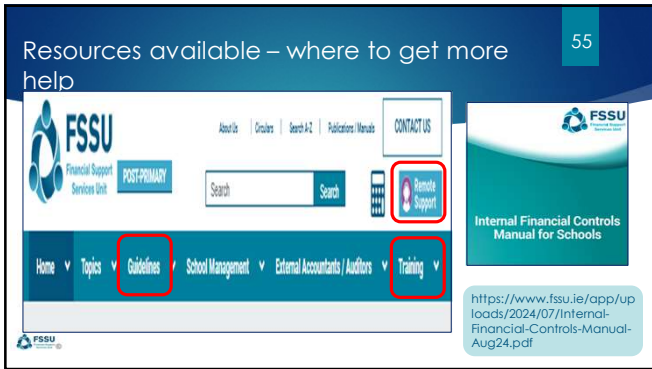 Resources available – where to get more
help
55
FSSU
Financial Support
Services Unit
POST-PRIMARY
About Us | Circulars | Search A-Z | Publications / Manuals
CONTACT US
Search
Search
Remote
Support
Home Topics Guidelines School Management External Accountants / Auditors Training
FSSU
Financial Support
Services Unit
Internal Financial Controls
Manual for Schools
https://www.fssu.ie/app/up
loads/2024/07/Internal-
Financial-Controls-Manual-
Aug24.pdf
FSSU